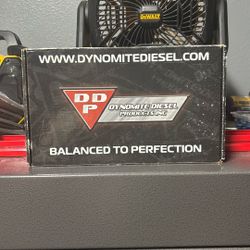 DEWALT
WWW.DYNOMITEDIESEL.COM
DDP
DYNOMITE DIESEL
PRODUCTS INC
BALANCED TO PERFECTION